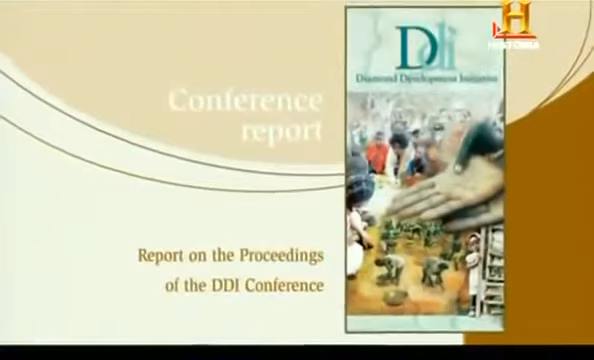 H
HISTORIA
Ddi
Diamond Development Initiative
Conference
report
Report on the Proceedings
of the DDI Conference